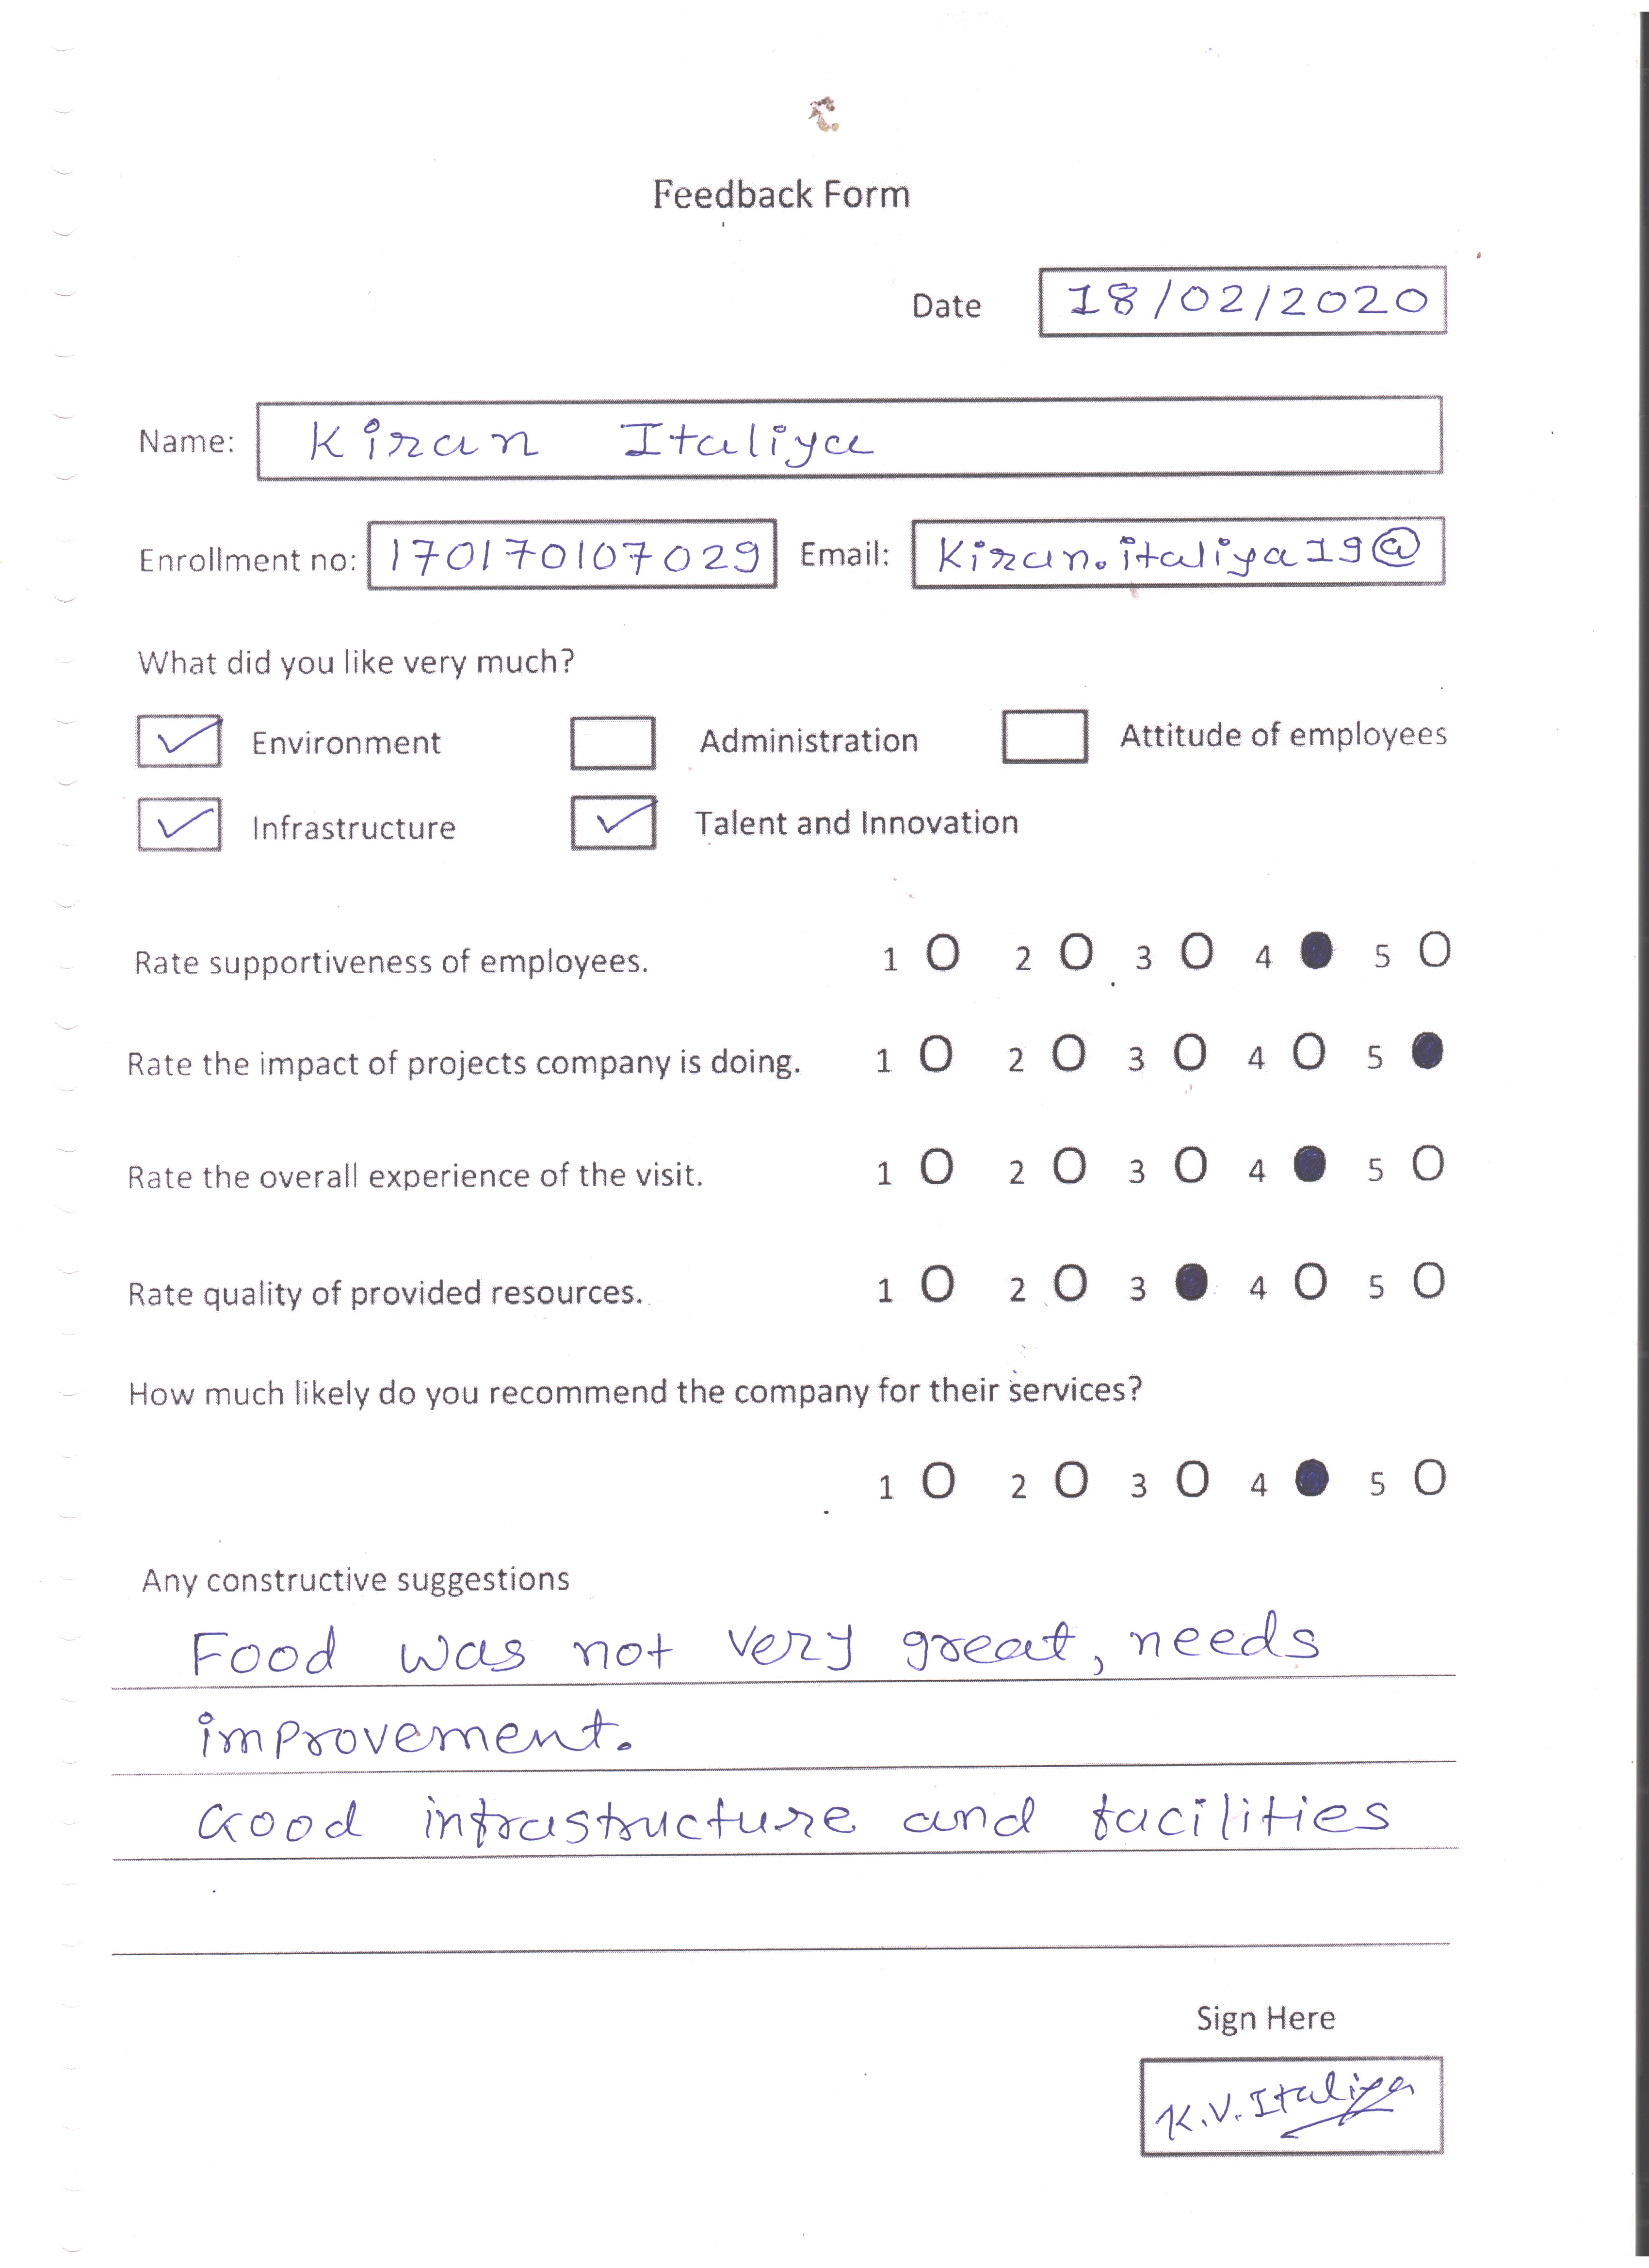 Feedback Form
Date 18/02/2020
Name: Kiran Italiya
Enrollment no: 170170107029 Email: Kiran.italiya19@
What did you like very much?
Environment Administration Attitude of employees
Infrastructure Talent and Innovation
Rate supportiveness of employees. 1 2 3 4 5
Rate the impact of projects company is doing. 1 2 3 4 5
Rate the overall experience of the visit. 1 2 3 4 5
Rate quality of provided resources. 1 2 3 4 5
How much likely do you recommend the company for their services?
1 2 3 4 5
Any constructive suggestions
Food was not very great, needs
improvement.
Good infrastructure and facilities
Sign Here
K.V.Italiya